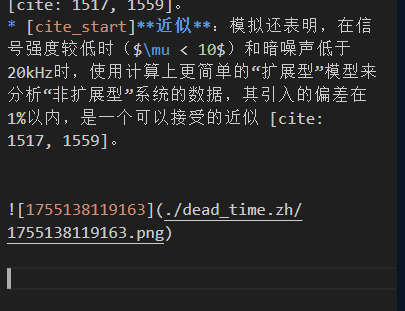 [cite: 1517, 1559]。
* [cite_start]**近似**：模拟还表明，在信
号强度较低时（$\mu < 10$）和暗噪声低于
20kHz时，使用计算上更简单的“扩展型”模型来
分析“非扩展型”系统的数据，其引入的偏差在
1%以内，是一个可以接受的近似 [cite:
1517, 1559]。
![1755138119163](./dead_time.zh/
1755138119163.png)